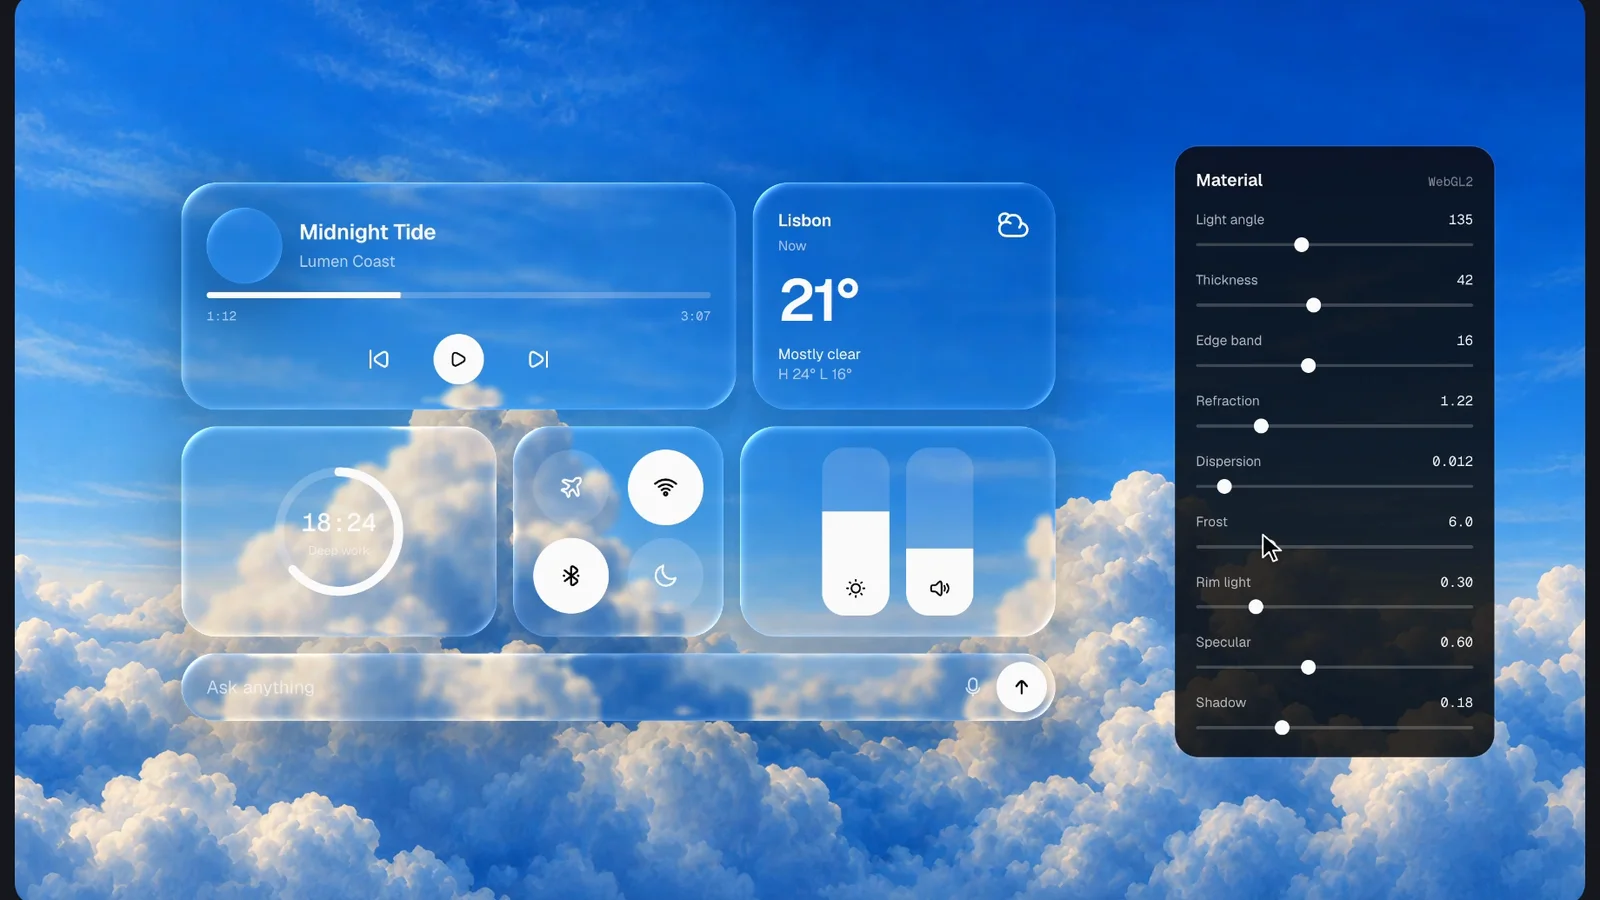 Midnight Tide
Lumen Coast
1:12
3:07
Lisbon
Now
21°
Mostly clear
H 24° L 16°
18:24
Deep work
Ask anything
Material
WebGL2
Light angle
135
Thickness
42
Edge band
16
Refraction
1.22
Dispersion
0.012
Frost
6.0
Rim light
0.30
Specular
0.60
Shadow
0.18